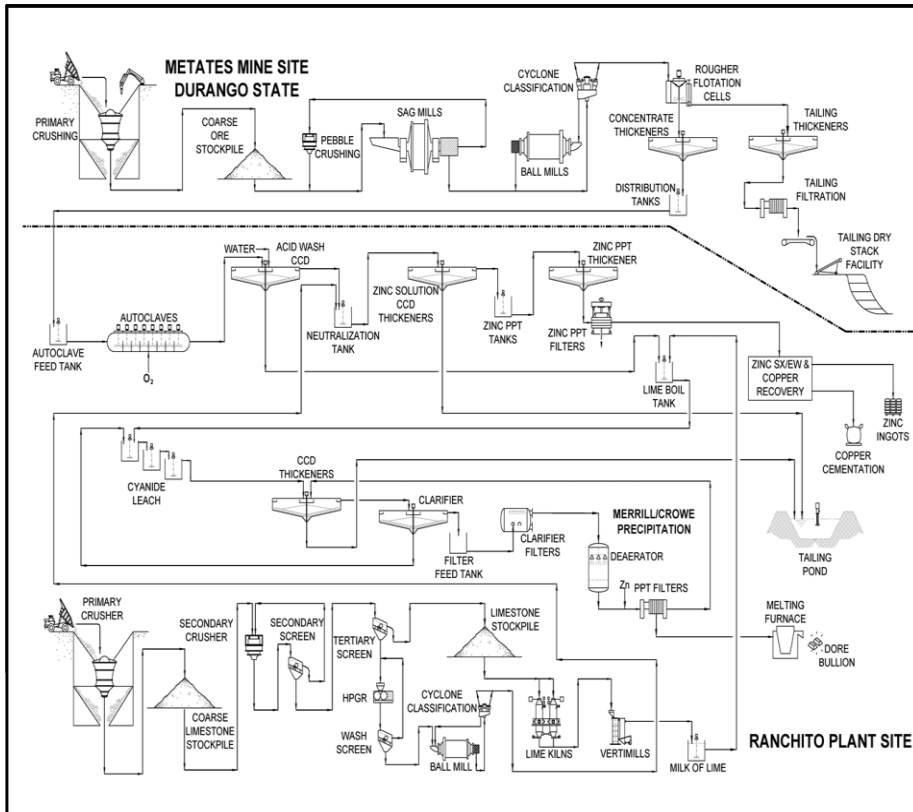 METATES MINE SITE
DURANGO STATE
PRIMARY
CRUSHING
COARSE
ORE
STOCKPILE
PEBBLE
CRUSHING
SAG MILLS
CYCLONE
CLASSIFICATION
BALL MILLS
ROUGHER
FLOTATION
CELLS
CONCENTRATE
THICKENERS
TAILING
THICKENERS
DISTRIBUTION
TANKS
TAILING
FILTRATION
TAILING DRY
STACK
FACILITY
WATER
ACID WASH
CCD
AUTOCLAVES
AUTOCLAVE
FEED TANK
O2
NEUTRALIZATION
TANK
ZINC SOLUTION
CCD
THICKENERS
ZINC PPT
TANKS
ZINC PPT
THICKENER
ZINC PPT
FILTERS
LIME BOIL
TANK
ZINC SX/EW &
COPPER
RECOVERY
ZINC
INGOTS
COPPER
CEMENTATION
CYANIDE
LEACH
CCD
THICKENERS
CLARIFIER
FILTER
FEED TANK
CLARIFIER
FILTERS
MERRILL/CROWE
PRECIPITATION
DEAERATOR
Zn
PPT FILTERS
TAILING
POND
MELTING
FURNACE
DORE
BULLION
PRIMARY
CRUSHER
COARSE
LIMESTONE
STOCKPILE
SECONDARY
CRUSHER
SECONDARY
SCREEN
TERTIARY
SCREEN
HPGR
WASH
SCREEN
LIMESTONE
STOCKPILE
CYCLONE
CLASSIFICATION
BALL MILL
LIME KILNS
VERTIMILLS
MILK OF LIME
RANCHITO PLANT SITE